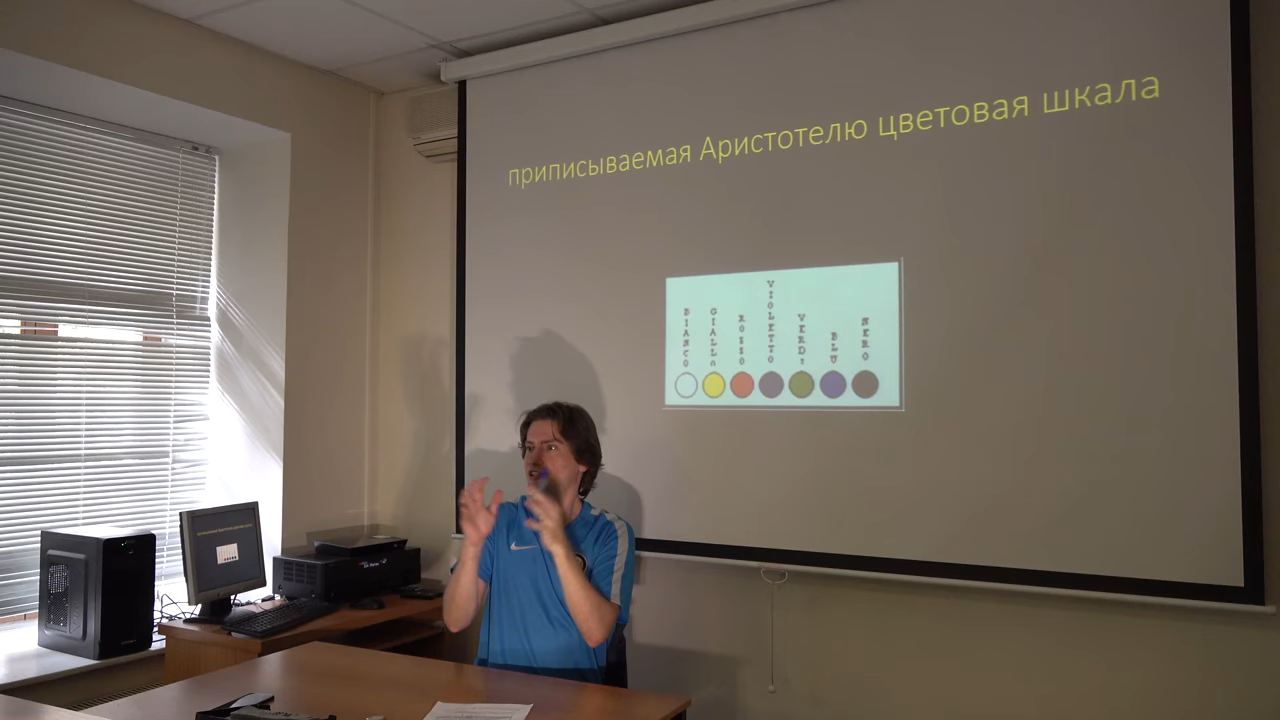 приписываемая Аристотелю цветовая шкала
BIANCO
GIALLO
ROSSO
VIOLETTO
VERDE
BLU
NERO